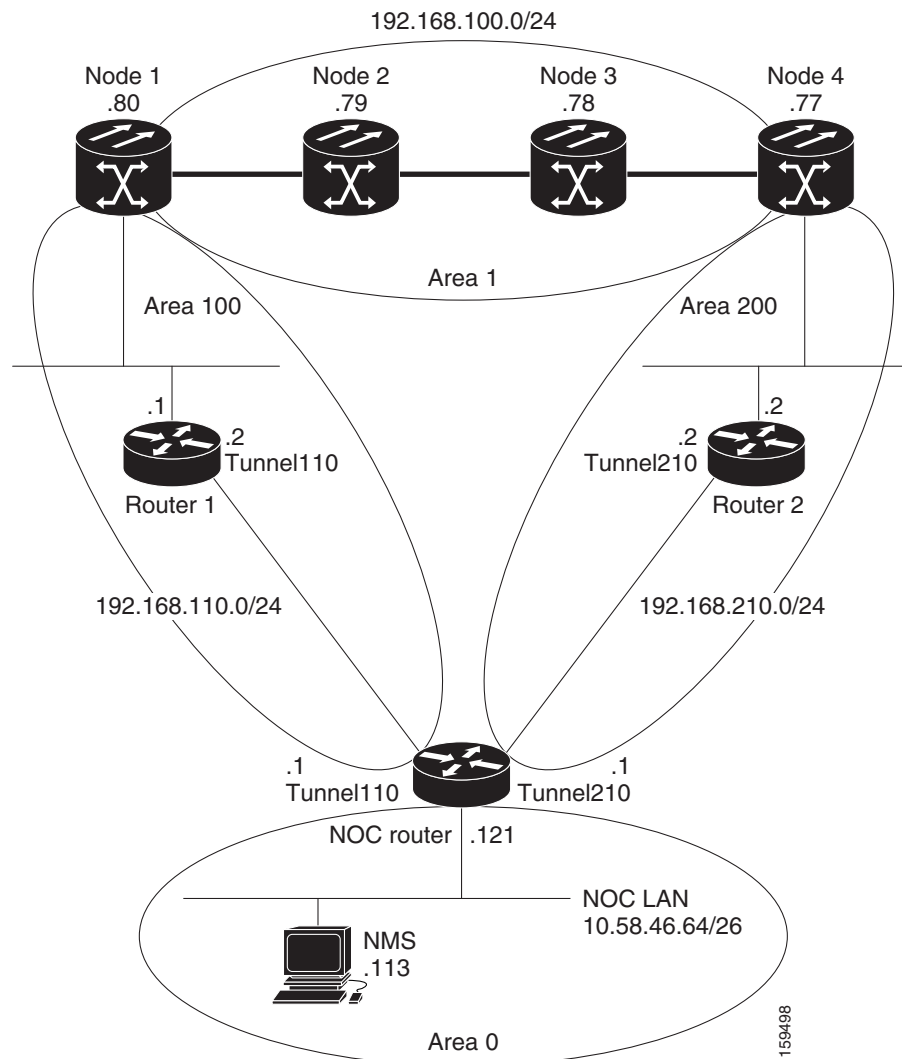 192.168.100.0/24
Node 1
.80
Node 2
.79
Node 3
.78
Node 4
.77
Area 1
Area 100
Area 200
.1
.2
Tunnel110
Router 1
.2
.2
Tunnel210
Router 2
192.168.110.0/24
192.168.210.0/24
.1
Tunnel110
.1
Tunnel210
NOC router
.121
NOC LAN
10.58.46.64/26
NMS
.113
Area 0
159498